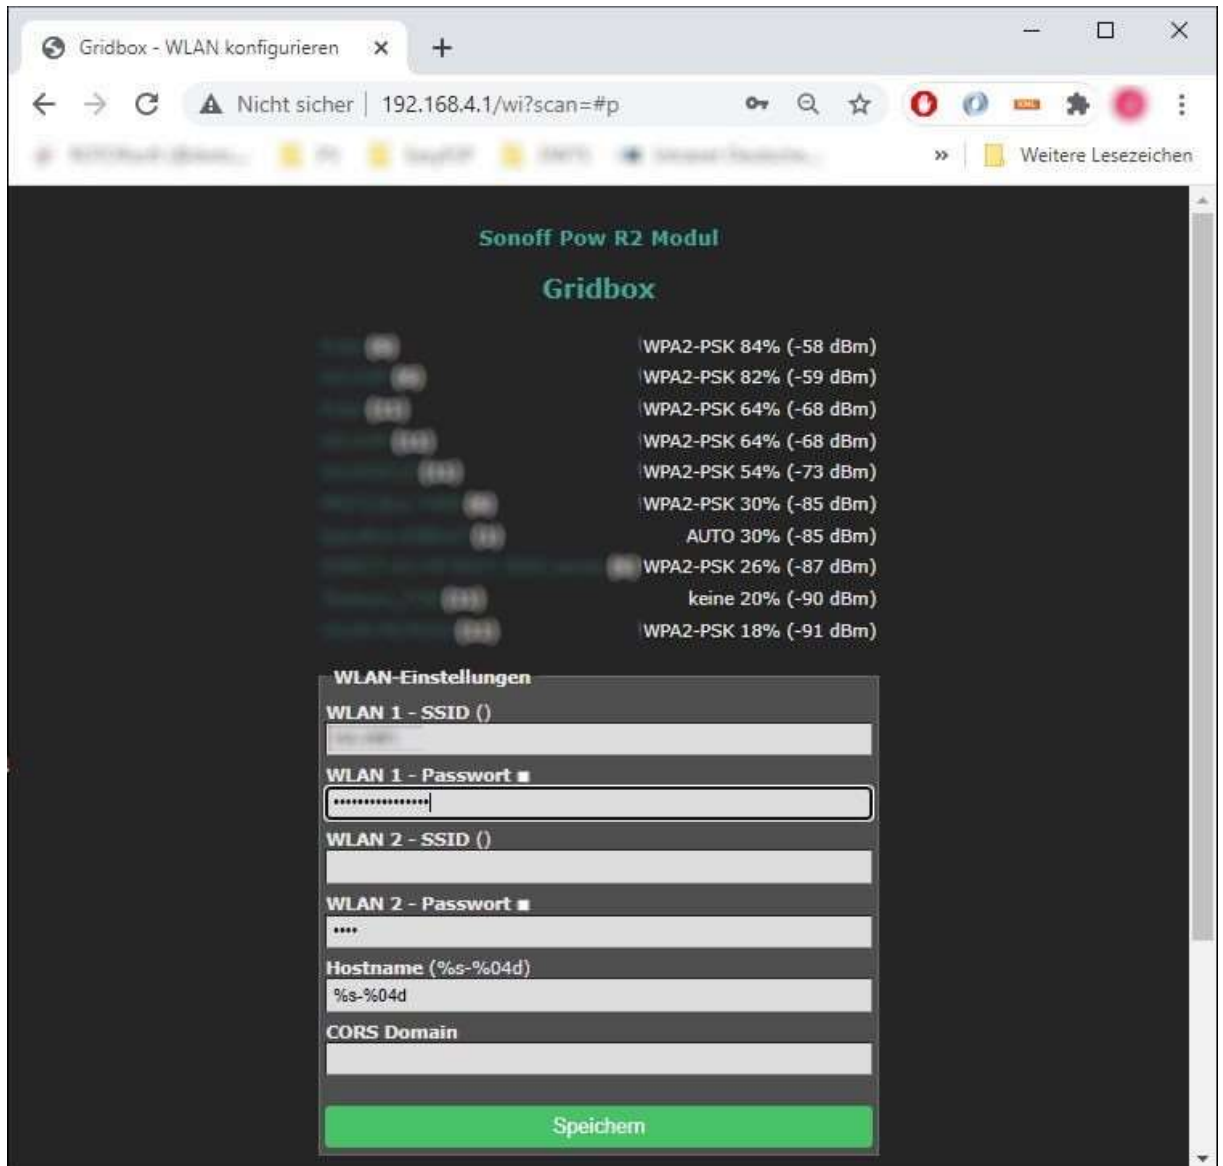 Gridbox - WLAN konfigurieren
Nicht sicher | 192.168.4.1/wi?scan=#p
» Weitere Lesezeichen
Sonoff Pow R2 Modul
Gridbox
WPA2-PSK 84% (-58 dBm)
WPA2-PSK 82% (-59 dBm)
WPA2-PSK 64% (-68 dBm)
WPA2-PSK 64% (-68 dBm)
WPA2-PSK 54% (-73 dBm)
WPA2-PSK 30% (-85 dBm)
AUTO 30% (-85 dBm)
WPA2-PSK 26% (-87 dBm)
keine 20% (-90 dBm)
WPA2-PSK 18% (-91 dBm)
WLAN-Einstellungen
WLAN 1 - SSID ()
WLAN 1 - Passwort
WLAN 2 - SSID ()
WLAN 2 - Passwort
••••
Hostname (%s-%04d)
%s-%04d
CORS Domain
Speichern